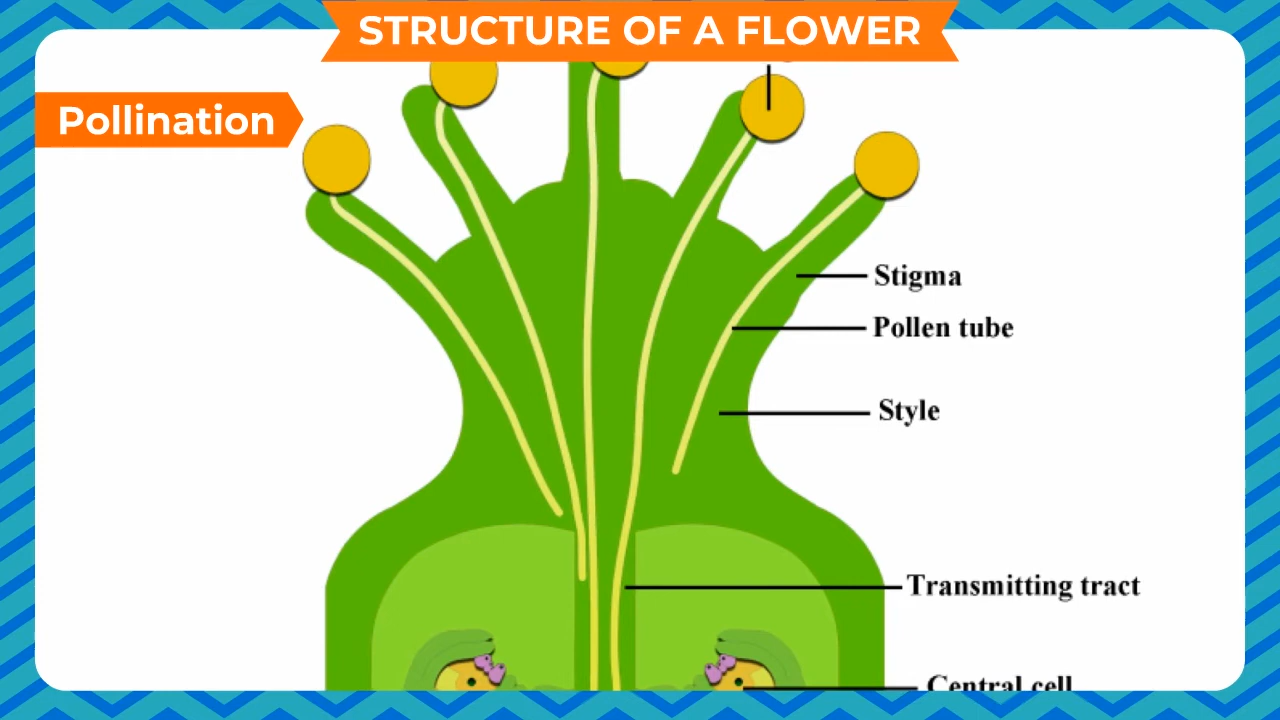 STRUCTURE OF A FLOWER
Pollination
Stigma
Pollen tube
Style
Transmitting tract
Central cell